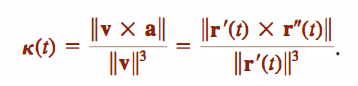 κ(t) = ‖v × a‖ / ‖v‖³ = ‖r′(t) × r″(t)‖ / ‖r′(t)‖³.